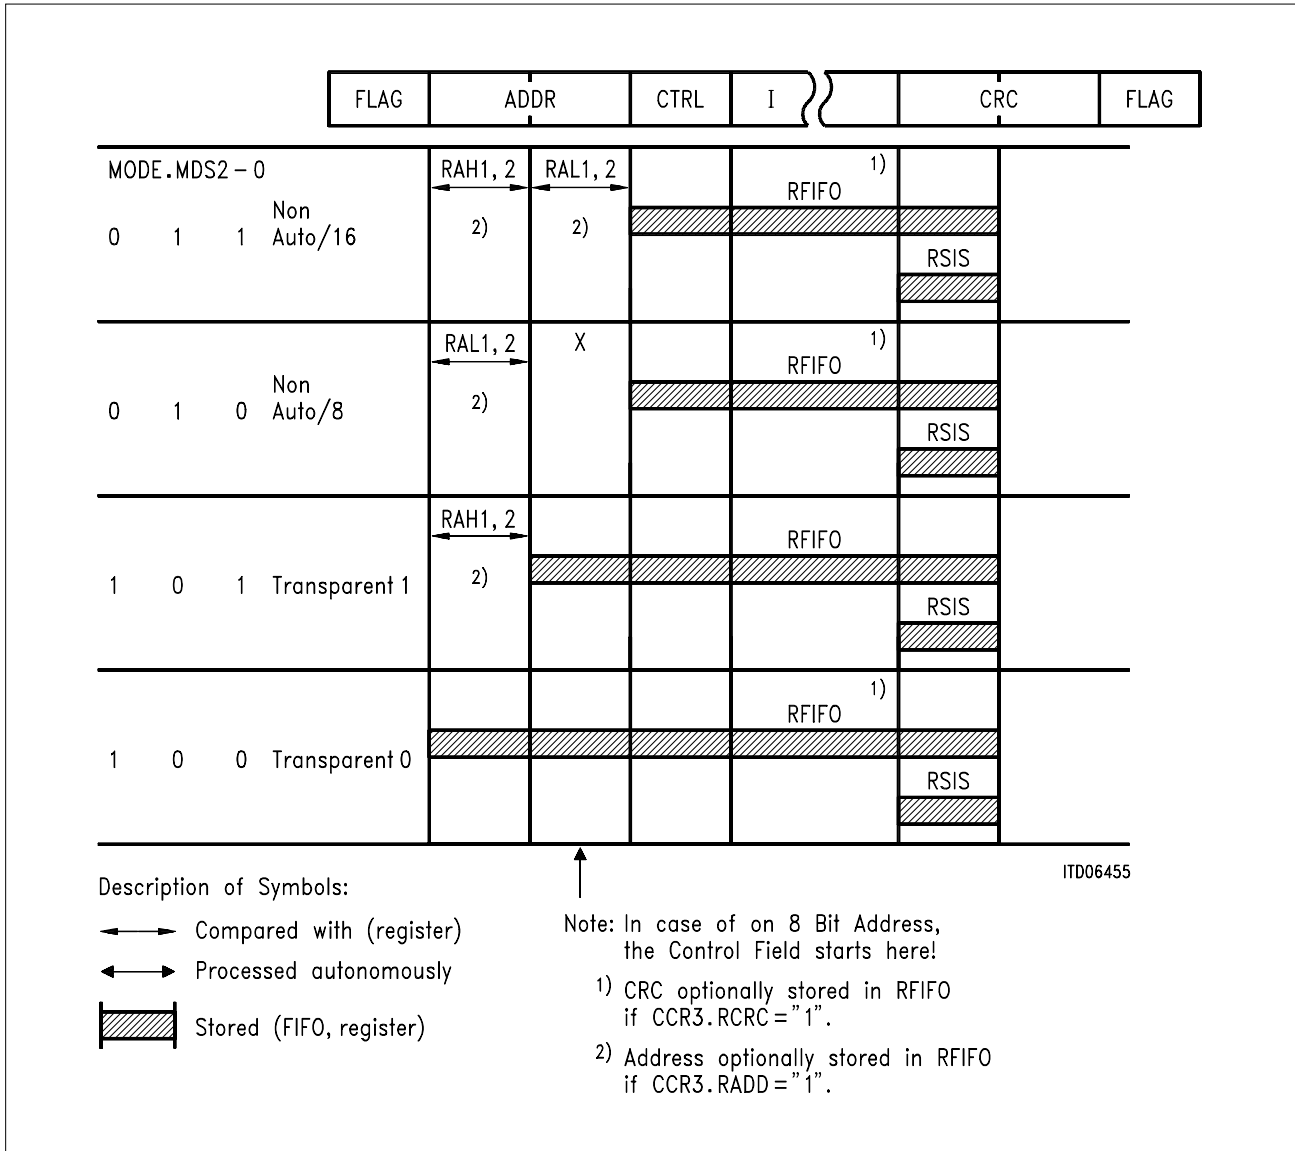 FLAG ADDR CTRL I CRC FLAG
MODE.MDS2-0 RAH1,2 RAL1,2 1)
RFIFO
Non
0 1 1 Auto/16 2) 2)
RSIS
RAL1,2 X 1)
RFIFO
Non
0 1 0 Auto/8 2)
RSIS
RAH1,2
RFIFO
1 0 1 Transparent 1 2)
RSIS
1)
RFIFO
1 0 0 Transparent 0
RSIS
ITD06455
Description of Symbols:
Compared with (register)
Processed autonomously
Stored (FIFO, register)
Note: In case of on 8 Bit Address,
the Control Field starts here!
1) CRC optionally stored in RFIFO
if CCR3.RCRC="1".
2) Address optionally stored in RFIFO
if CCR3.RADD="1".